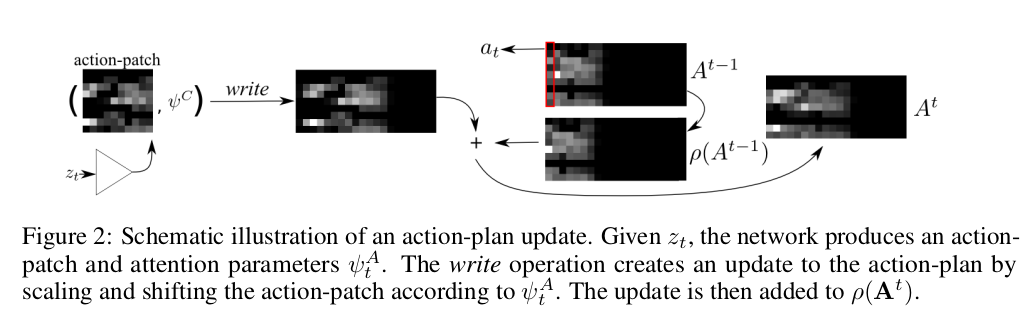 action-patch
( , ψ^C)
write
z_t
+
a_t
A^{t−1}
ρ(A^{t−1})
A^t
Figure 2: Schematic illustration of an action-plan update. Given z_t, the network produces an action-
patch and attention parameters ψ_t^A. The write operation creates an update to the action-plan by
scaling and shifting the action-patch according to ψ_t^A. The update is then added to ρ(A^t).